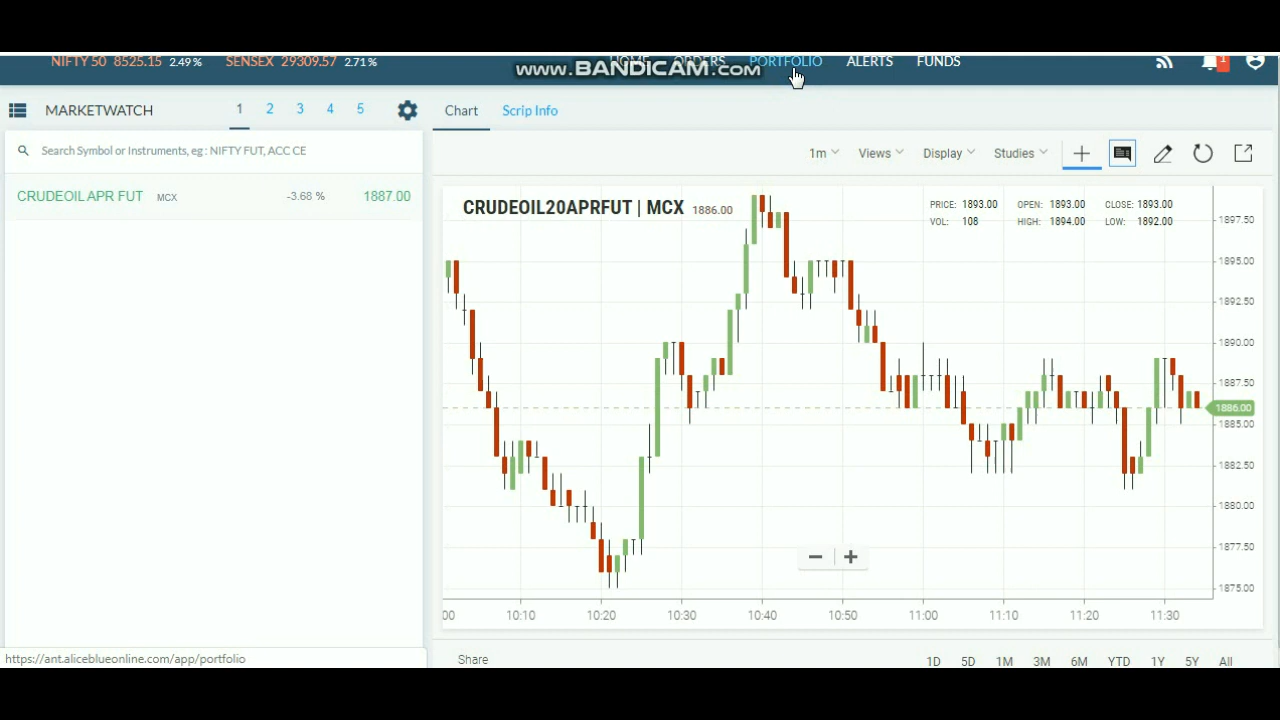 NIFTY 50 8525.15 2.49 % SENSEX 29309.57 2.71 % HOME ORDERS PORTFOLIO ALERTS FUNDS 1
www.BANDICAM.com
MARKETWATCH 1 2 3 4 5 Chart Scrip Info
Search Symbol or Instruments, eg : NIFTY FUT, ACC CE
1m Views Display Studies
CRUDEOIL APR FUT MCX -3.68 % 1887.00
CRUDEOIL20APRFUT | MCX 1886.00
PRICE: 1893.00 OPEN: 1893.00 CLOSE: 1893.00
VOL: 108 HIGH: 1894.00 LOW: 1892.00
1897.50
1895.00
1892.50
1890.00
1887.50
1886.00
1885.00
1882.50
1880.00
1877.50
1875.00
00 10:10 10:20 10:30 10:40 10:50 11:00 11:10 11:20 11:30
https://ant.aliceblueonline.com/app/portfolio
Share 1D 5D 1M 3M 6M YTD 1Y 5Y All